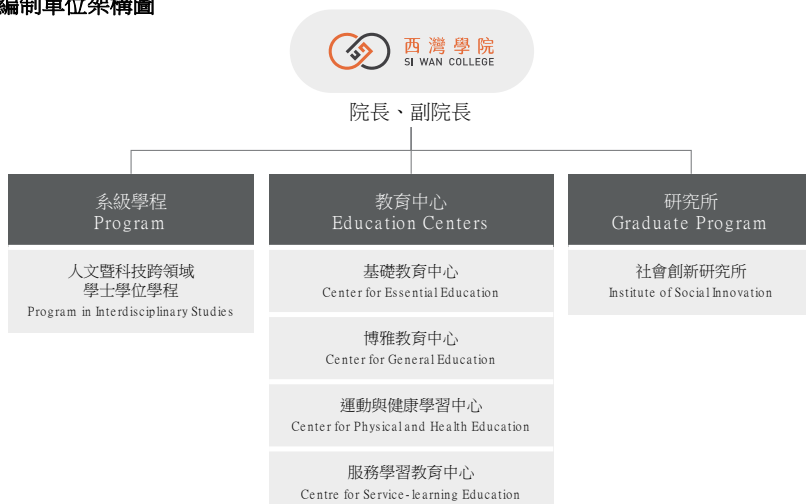 編制單位架構圖
西灣學院
SI WAN COLLEGE
院長、副院長
系級學程
Program
人文暨科技跨領域
學士學位學程
Program in Interdisciplinary Studies
教育中心
Education Centers
基礎教育中心
Center for Essential Education
博雅教育中心
Center for General Education
運動與健康學習中心
Center for Physical and Health Education
服務學習教育中心
Centre for Service-learning Education
研究所
Graduate Program
社會創新研究所
Institute of Social Innovation